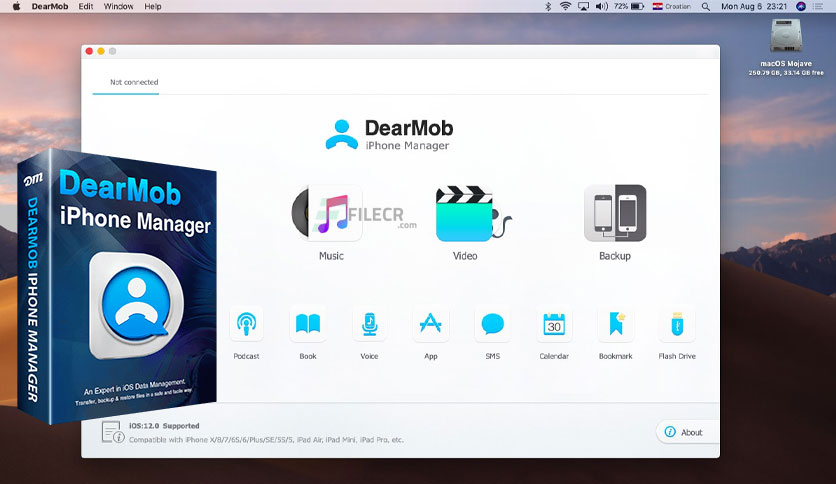 DearMob Edit Window Help
72% Croatian Mon Aug 6 23:21
macOS Mojave
250.79 GB, 33.14 GB free
Not connected
DearMob
iPhone Manager
FILECR
.com
Music Video Backup
Podcast Book Voice App SMS Calendar Bookmark Flash Drive
30
iOS:12.0 Supported
Compatible with iPhone X/8/7/6S/6/Plus/SE/5S/5, iPad Air, iPad Mini, iPad Pro, etc.
About
DM
DEARMOB IPHONE MANAGER
DearMob
iPhone Manager
An Expert in iOS Data Management.
Transfer, backup & restore files in a safe and facile way.